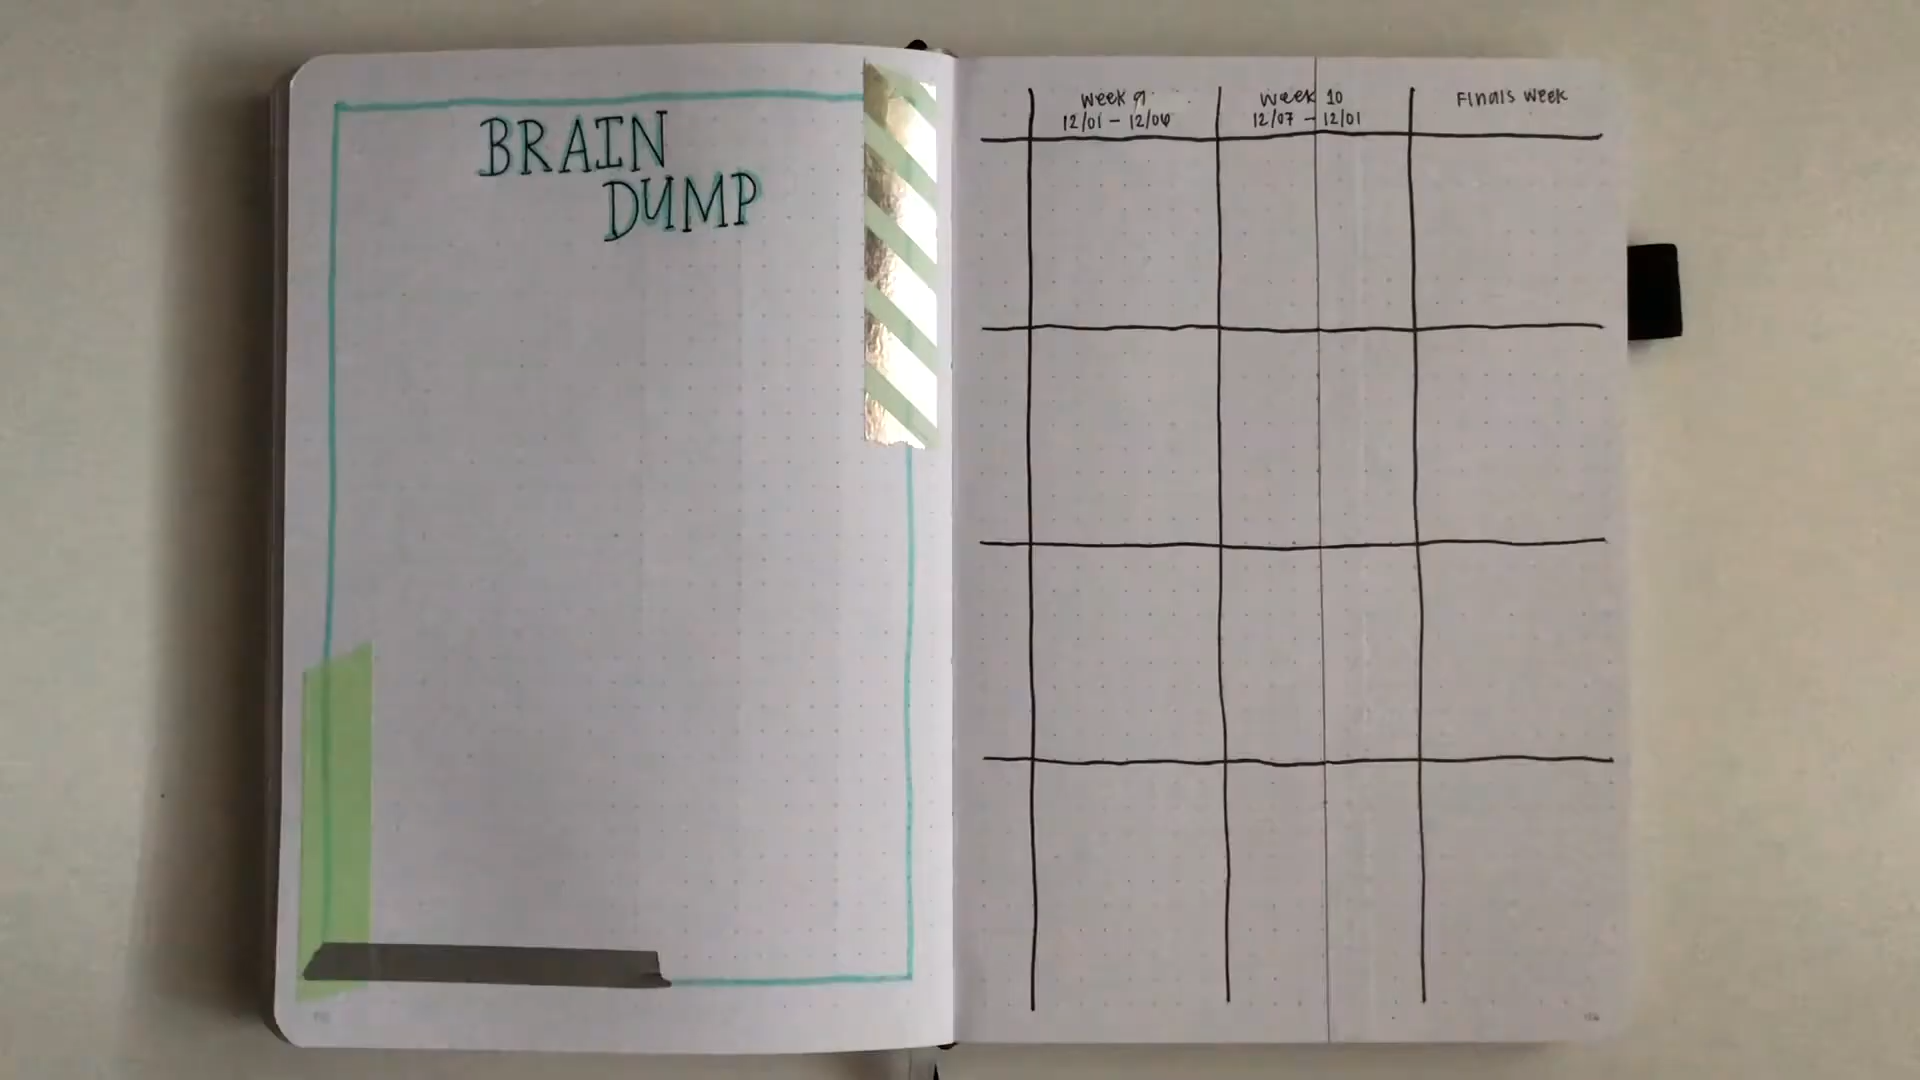 BRAIN
DUMP
Week 9
12/01 - 12/06
Week 10
12/07 - 12/01
Finals Week